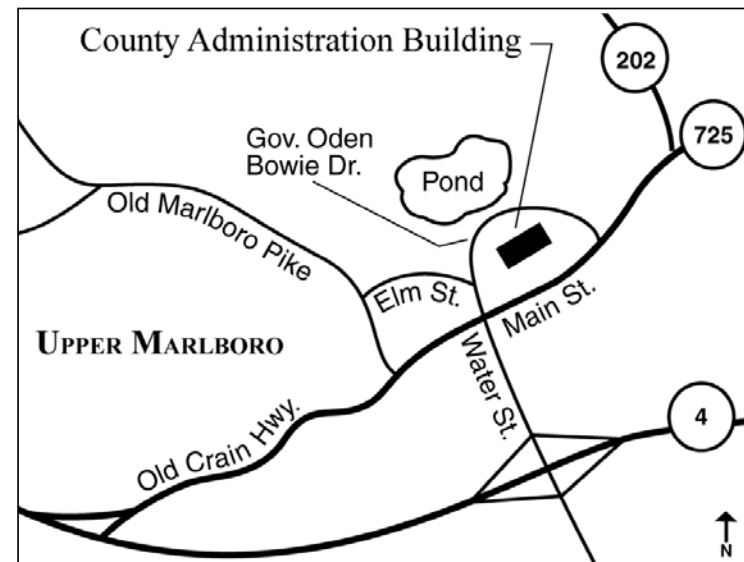 County Administration Building
202
725
Gov. Oden
Bowie Dr.
Pond
Old Marlboro Pike
Elm St.
Main St.
UPPER MARLBORO
Water St.
4
Old Crain Hwy.
N